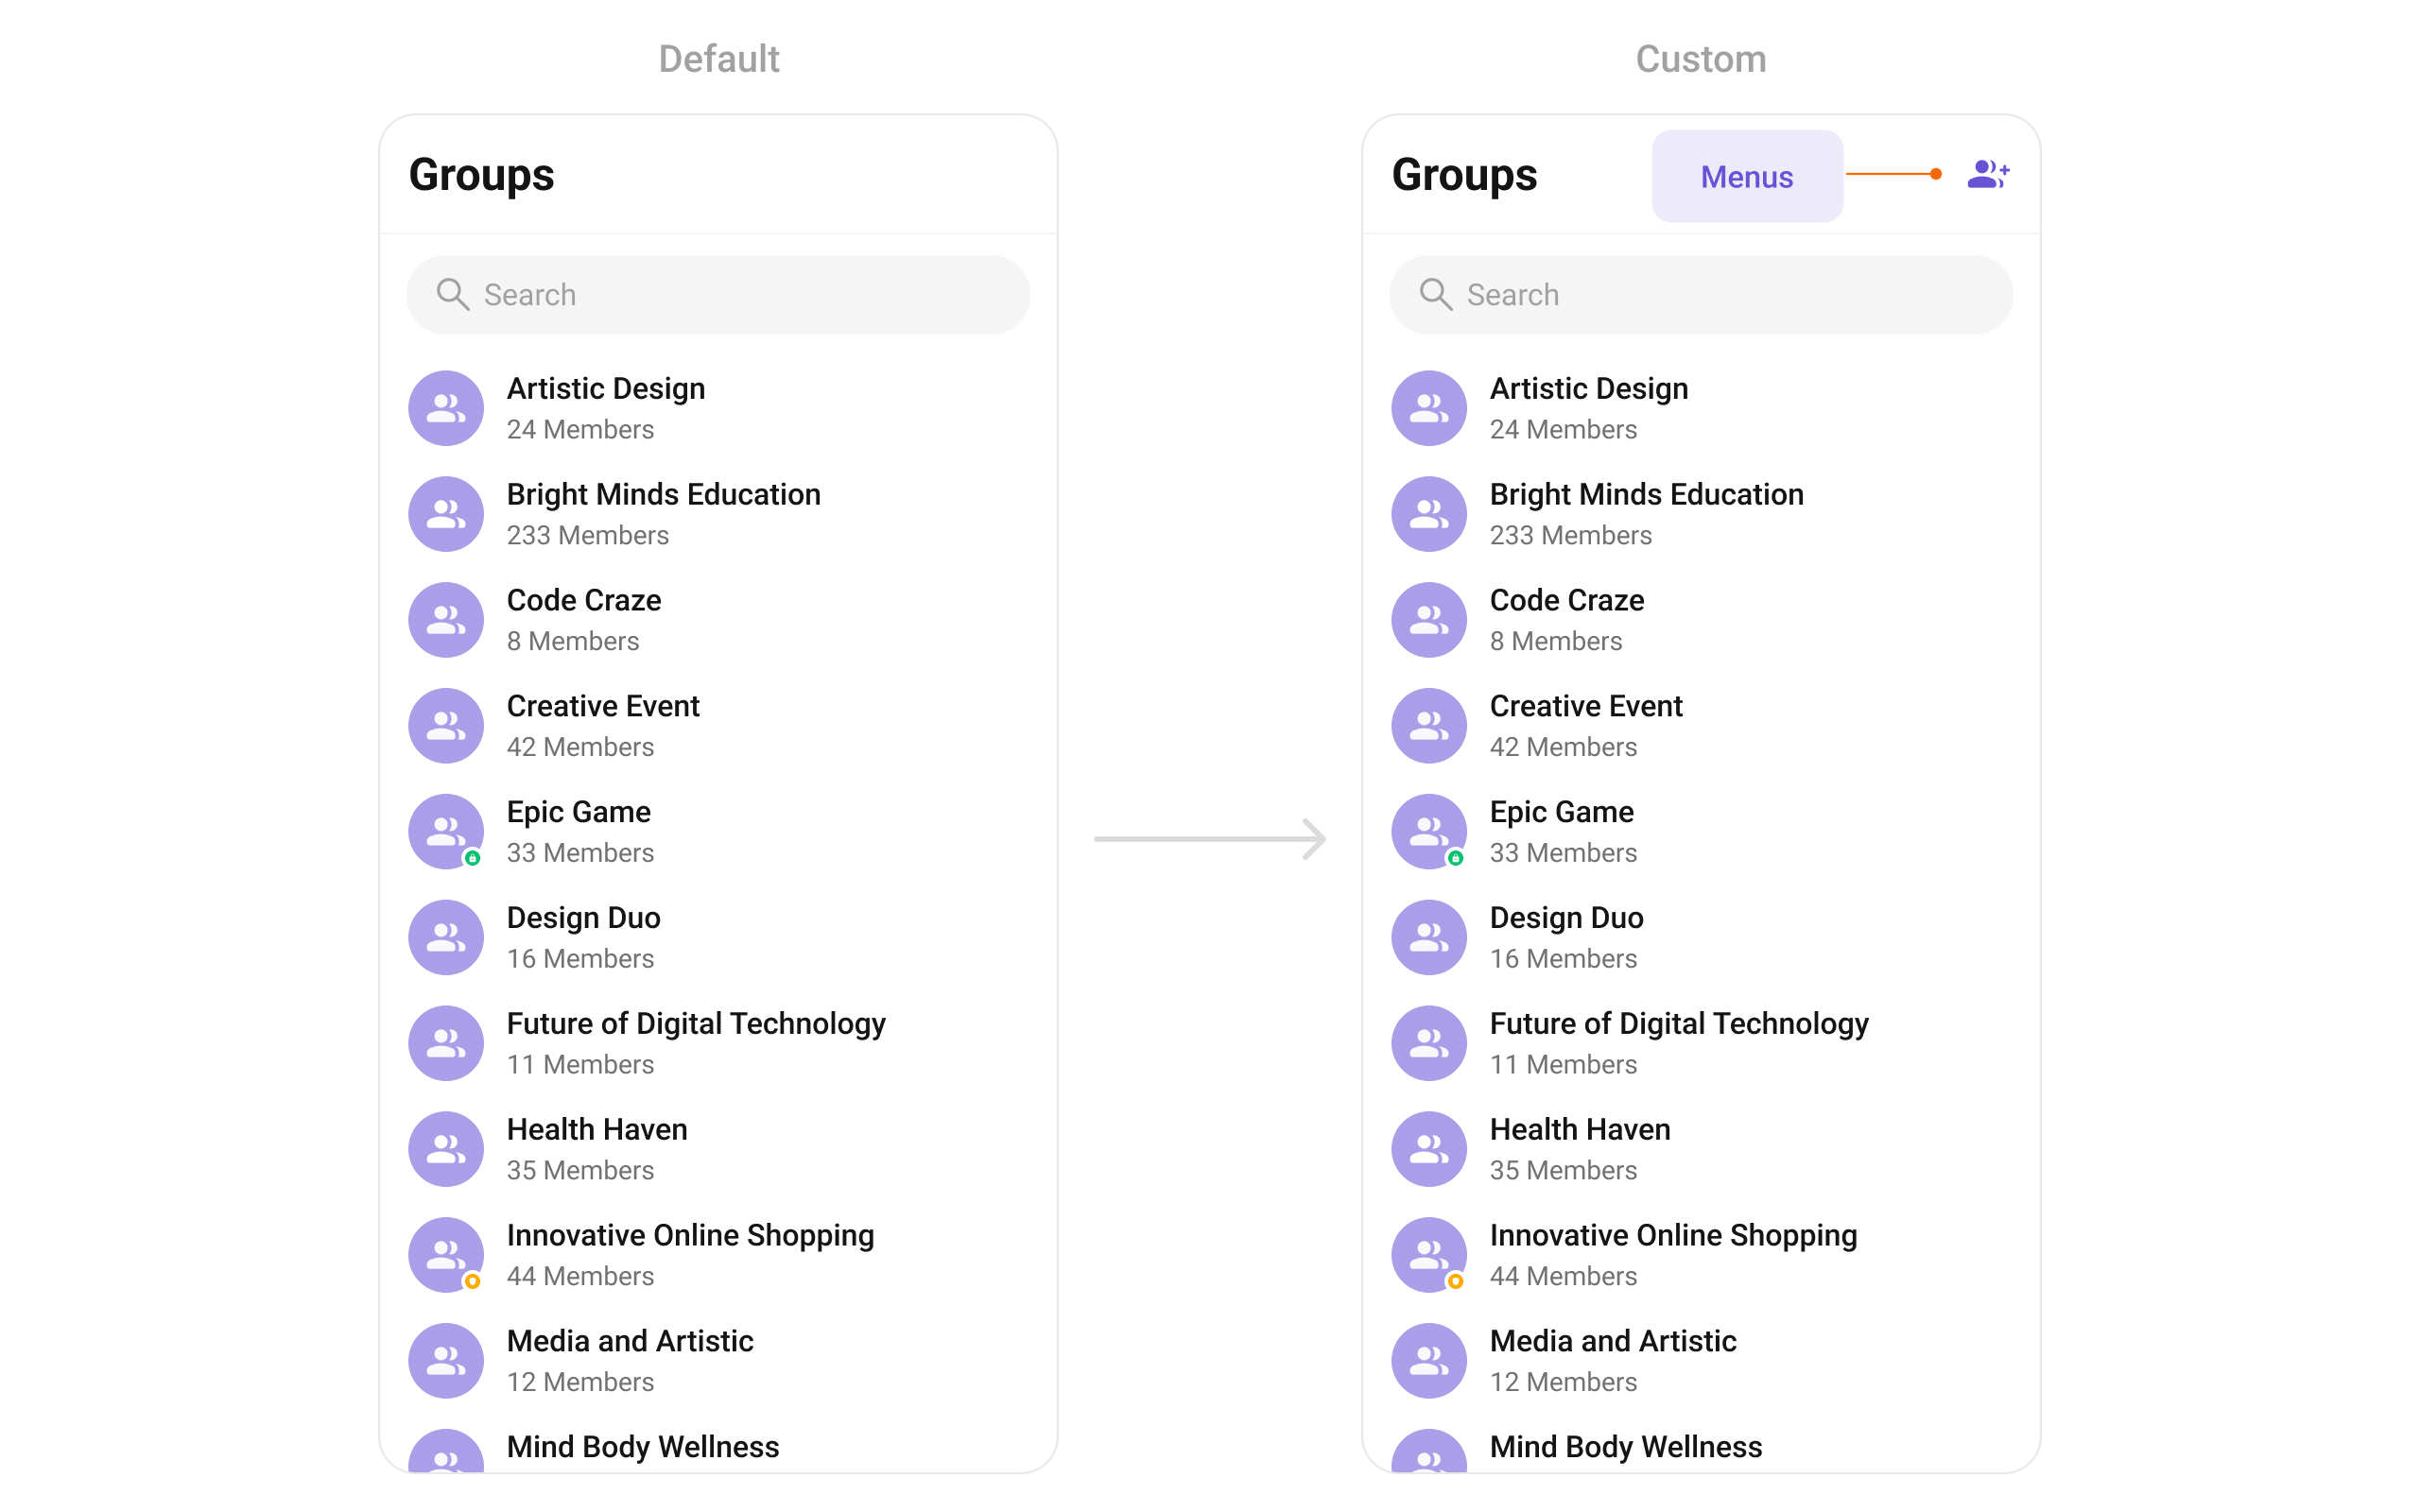 Default
Groups
Search
Artistic Design
24 Members
Bright Minds Education
233 Members
Code Craze
8 Members
Creative Event
42 Members
Epic Game
33 Members
Design Duo
16 Members
Future of Digital Technology
11 Members
Health Haven
35 Members
Innovative Online Shopping
44 Members
Media and Artistic
12 Members
Mind Body Wellness
Custom
Groups
Menus
Search
Artistic Design
24 Members
Bright Minds Education
233 Members
Code Craze
8 Members
Creative Event
42 Members
Epic Game
33 Members
Design Duo
16 Members
Future of Digital Technology
11 Members
Health Haven
35 Members
Innovative Online Shopping
44 Members
Media and Artistic
12 Members
Mind Body Wellness